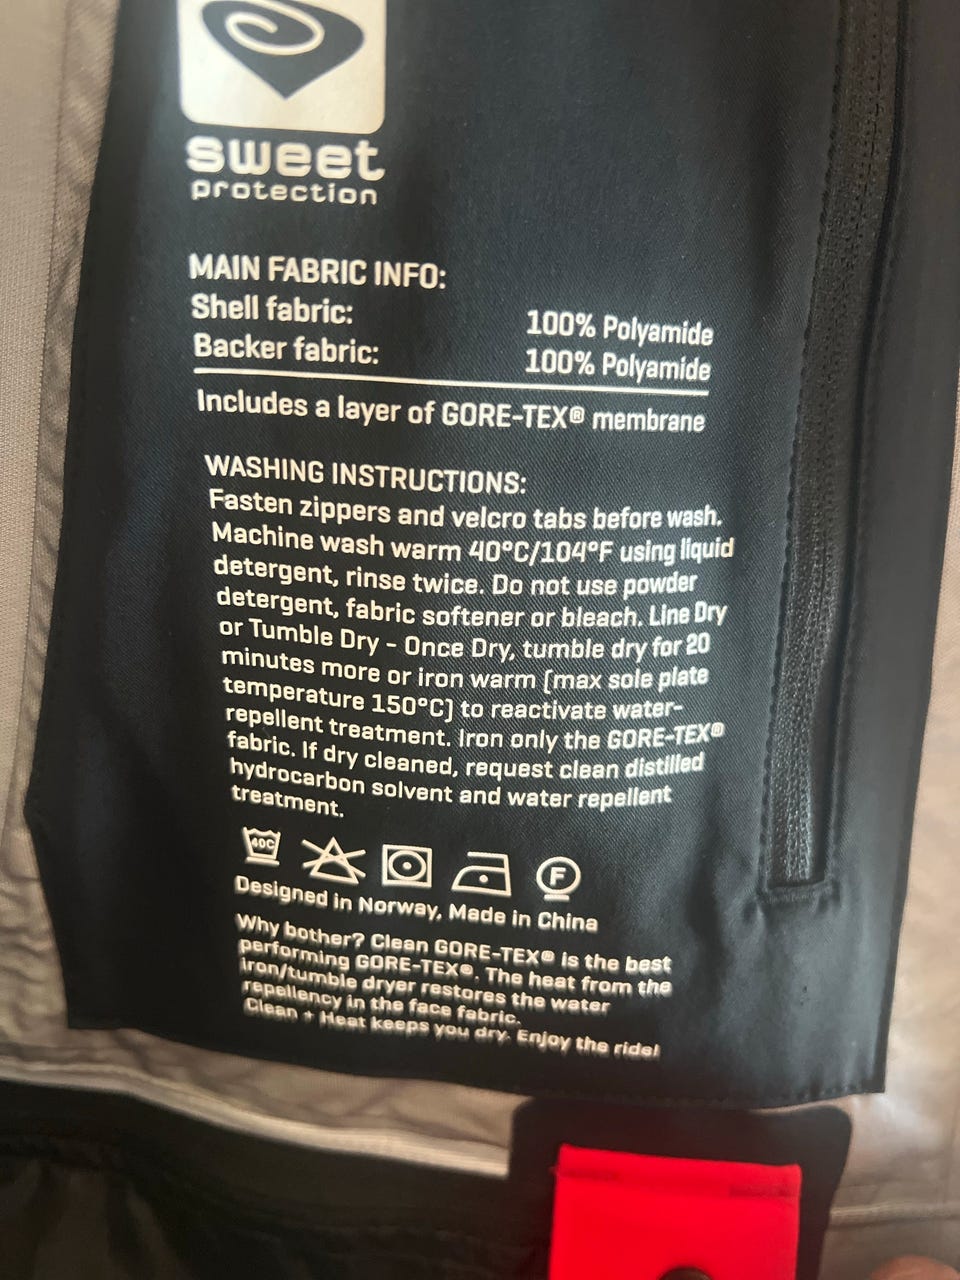 sweet
protection
MAIN FABRIC INFO:
Shell fabric: 100% Polyamide
Backer fabric: 100% Polyamide
Includes a layer of GORE-TEX® membrane
WASHING INSTRUCTIONS:
Fasten zippers and velcro tabs before wash.
Machine wash warm 40°C/104°F using liquid
detergent, rinse twice. Do not use powder
detergent, fabric softener or bleach. Line Dry
or Tumble Dry - Once Dry, tumble dry for 20
minutes more or iron warm (max sole plate
temperature 150°C) to reactivate water-
repellent treatment. Iron only the GORE-TEX®
fabric. If dry cleaned, request clean distilled
hydrocarbon solvent and water repellent
treatment.
40C F
Designed in Norway, Made in China
Why bother? Clean GORE-TEX® is the best
performing GORE-TEX®. The heat from the
iron/tumble dryer restores the water
repellency in the face fabric.
Clean + Heat keeps you dry. Enjoy the ride!